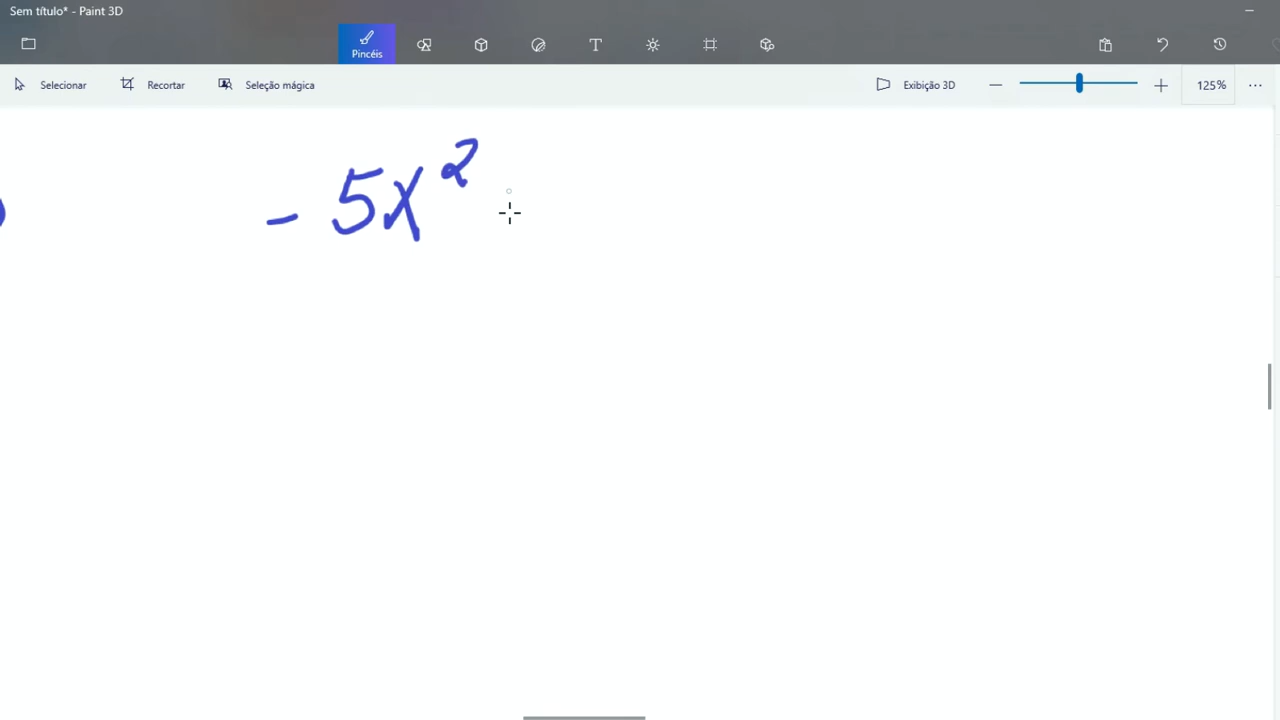 Sem título* - Paint 3D
Pincéis
Selecionar Recortar Seleção mágica Exibição 3D 125%
- 5x²